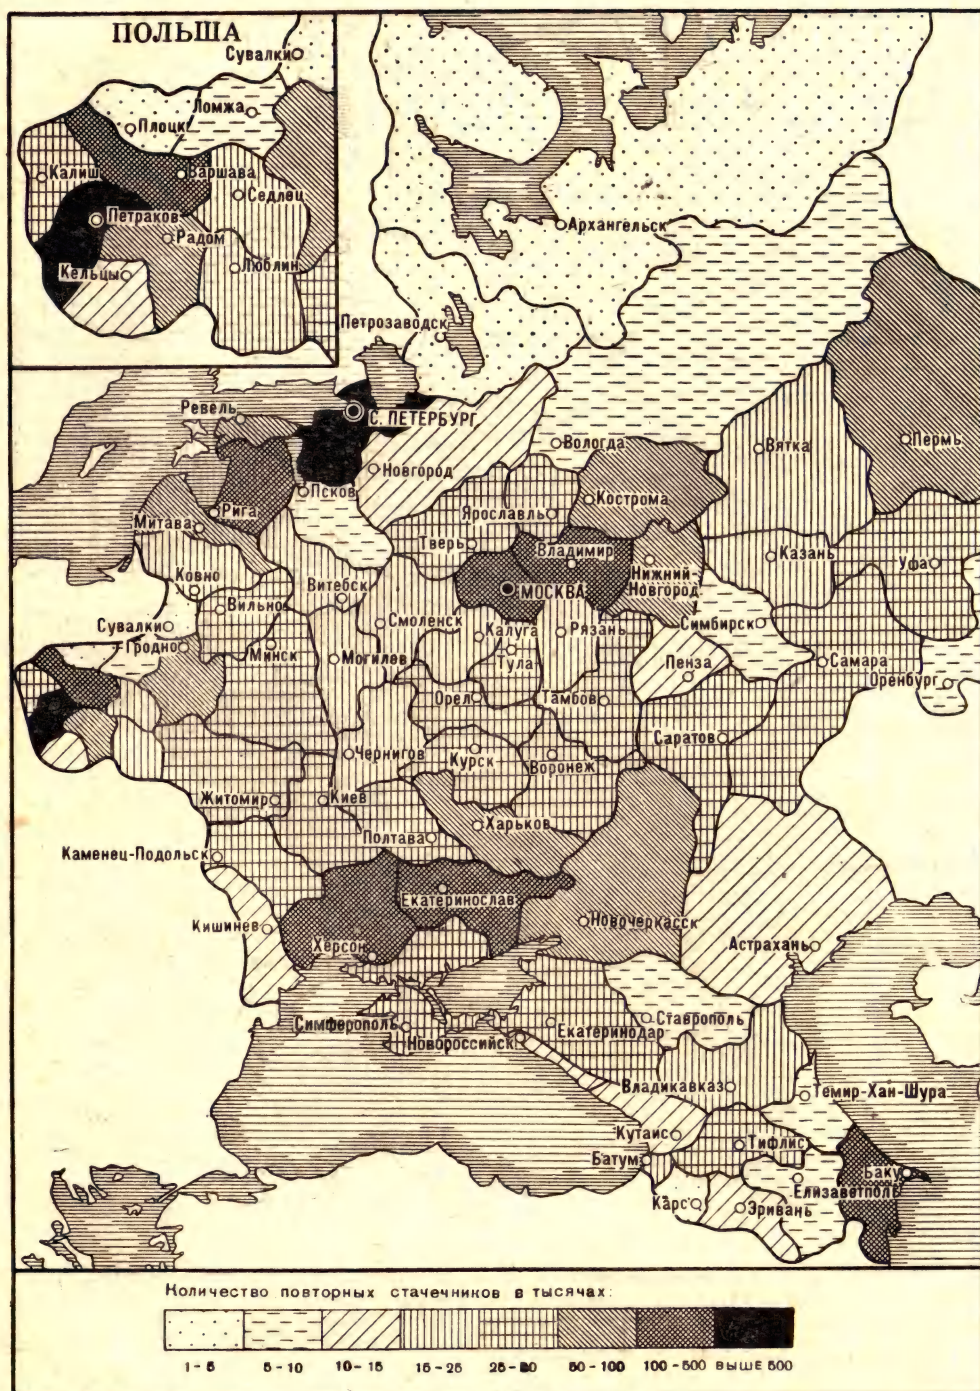 ПОЛЬША
Сувалки
Ломжа
Плоцк
Калиш
Варшава
Седлец
Петраков
Радом
Люблин
Кельцы
Архангельск
Петрозаводск
Ревель
С. ПЕТЕРБУРГ
Вологда
Вятка
Пермь
Новгород
Псков
Кострома
Рига
Ярославль
Митава
Тверь
Владимир
Казань
Уфа
Ковно
Витебск
МОСКВА
Нижний-
Новгород
Вильно
Сувалки
Смоленск
Калуга
Рязань
Симбирск
Гродно
Минск
Могилев
Тула
Пенза
Самара
Оренбург
Орел
Тамбов
Саратов
Чернигов
Курск
Воронеж
Житомир
Киев
Полтава
Харьков
Каменец-Подольск
Екатеринослав
Кишинев
Херсон
Новочеркасск
Астрахань
Симферополь
Новороссийск
Екатеринодар
Ставрополь
Владикавказ
Темир-Хан-Шура
Кутаис
Тифлис
Батум
Баку
Елизаветполь
Карс
Эривань
Количество повторных стачечников в тысячах:
1-5 5-10 10-15 15-25 50-100 100-500 ВЫШЕ 500